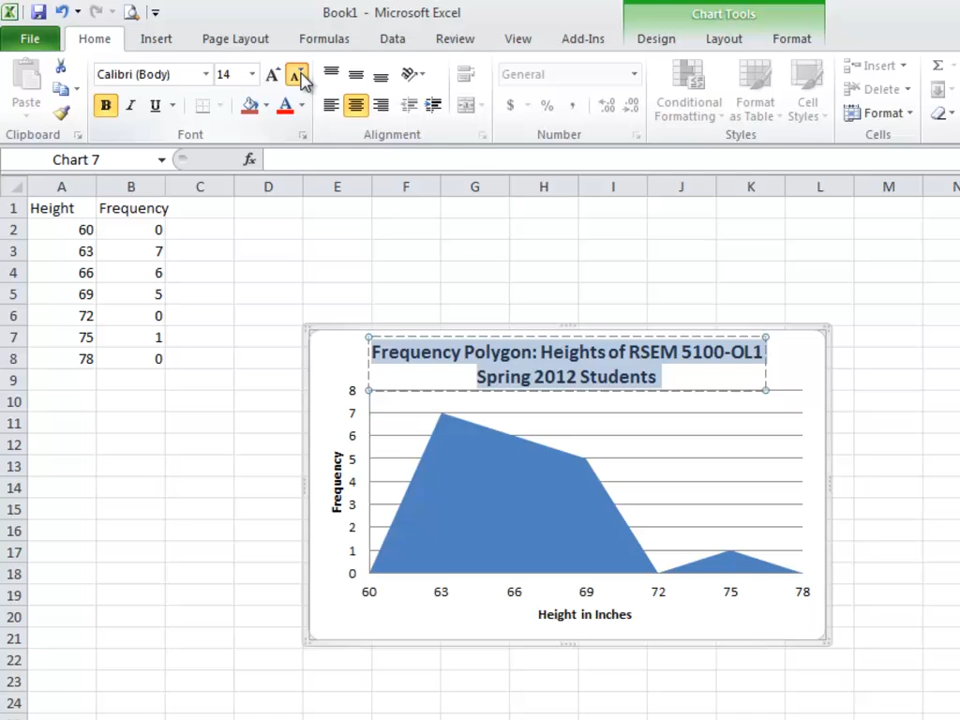 Book1 - Microsoft Excel
Chart Tools
File Home Insert Page Layout Formulas Data Review View Add-Ins Design Layout Format
Calibri (Body) 14 A A General Insert Σ
Paste B I U A $ % , .0 .00 .00 .0 Conditional Formatting Format as Table Cell Styles Delete
Format
Clipboard Font Alignment Number Styles Cells
Chart 7 fx
A B C D E F G H I J K L M N
1 Height Frequency
2 60 0
3 63 7
4 66 6
5 69 5
6 72 0
7 75 1
8 78 0
9
10
11
12
13
14
15
16
17
18
19
20
21
22
23
24
Frequency Polygon: Heights of RSEM 5100-OL1
Spring 2012 Students
8
7
6
5
4
3
2
1
0
Frequency
60 63 66 69 72 75 78
Height in Inches